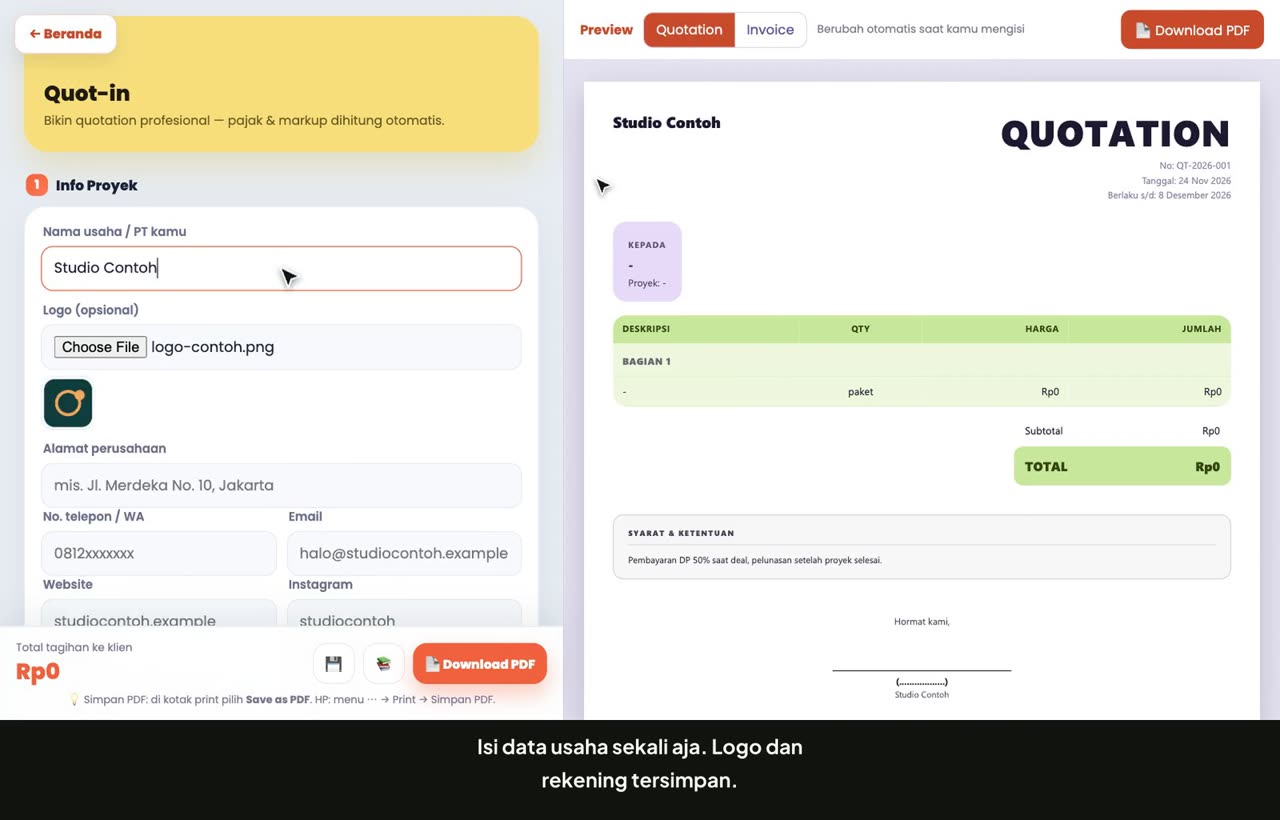 ← Beranda
Quot-in
Bikin quotation profesional — pajak & markup dihitung otomatis.
1 Info Proyek
Nama usaha / PT kamu
Studio Contoh
Logo (opsional)
Choose File logo-contoh.png
Alamat perusahaan
mis. Jl. Merdeka No. 10, Jakarta
No. telepon / WA Email
0812xxxxxxx halo@studiocontoh.example
Website Instagram
studiocontoh.example studiocontoh
Total tagihan ke klien
Rp0
Download PDF
Simpan PDF: di kotak print pilih Save as PDF. HP: menu ··· → Print → Simpan PDF.
Preview Quotation Invoice Berubah otomatis saat kamu mengisi Download PDF
Studio Contoh
QUOTATION
No: QT-2026-001
Tanggal: 24 Nov 2026
Berlaku s/d: 8 Desember 2026
KEPADA
-
Proyek: -
DESKRIPSI QTY HARGA JUMLAH
BAGIAN 1
- paket Rp0 Rp0
Subtotal Rp0
TOTAL Rp0
SYARAT & KETENTUAN
Pembayaran DP 50% saat deal, pelunasan setelah proyek selesai.
Hormat kami,
(.................)
Studio Contoh
Isi data usaha sekali aja. Logo dan
rekening tersimpan.